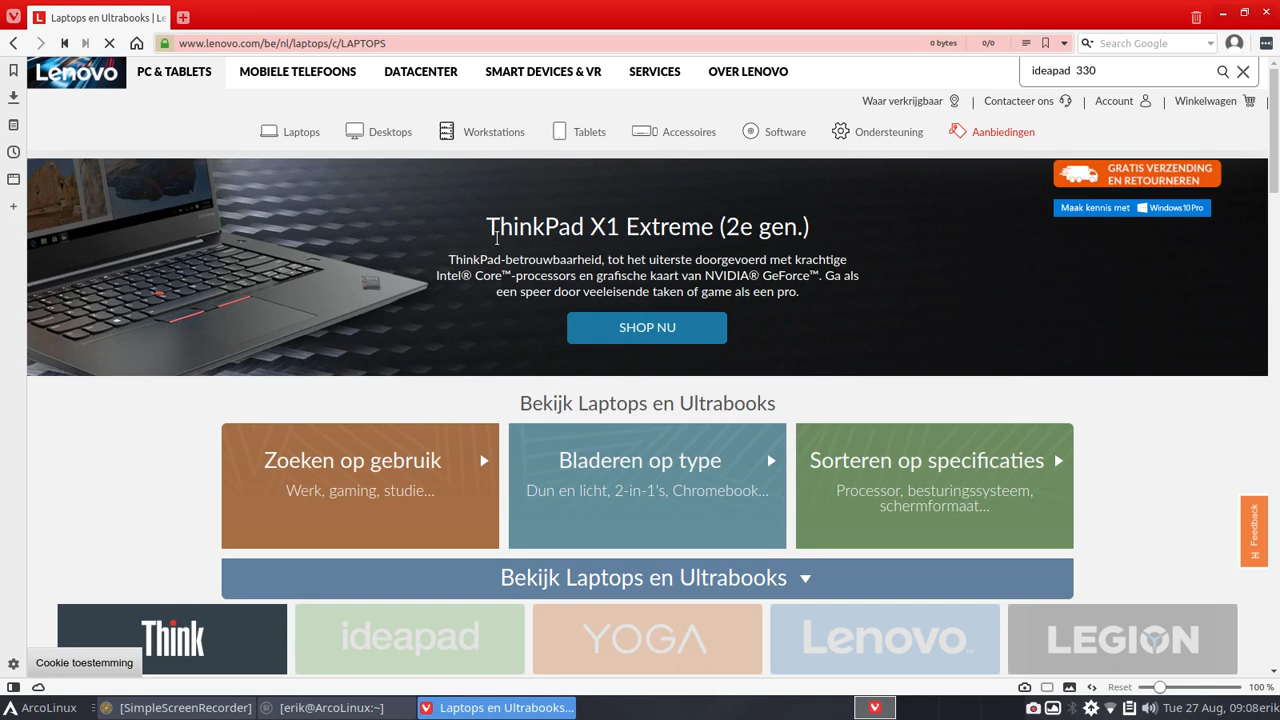 Laptops en Ultrabooks | Le
www.lenovo.com/be/nl/laptops/c/LAPTOPS
0 bytes
0/0
Search Google
Lenovo
PC & TABLETS
MOBIELE TELEFOONS
DATACENTER
SMART DEVICES & VR
SERVICES
OVER LENOVO
ideapad 330
Waar verkrijgbaar
Contacteer ons
Account
Winkelwagen
Laptops
Desktops
Workstations
Tablets
Accessoires
Software
Ondersteuning
Aanbiedingen
GRATIS VERZENDING
EN RETOURNEREN
Maak kennis met Windows 10 Pro
ThinkPad X1 Extreme (2e gen.)
ThinkPad-betrouwbaarheid, tot het uiterste doorgevoerd met krachtige
Intel® Core™-processors en grafische kaart van NVIDIA® GeForce™. Ga als
een speer door veeleisende taken of game als een pro.
SHOP NU
Bekijk Laptops en Ultrabooks
Zoeken op gebruik
Werk, gaming, studie...
Bladeren op type
Dun en licht, 2-in-1's, Chromebook...
Sorteren op specificaties
Processor, besturingssysteem,
schermformaat...
Feedback
Bekijk Laptops en Ultrabooks
Think
ideapad
YOGA
Lenovo
LEGION
Cookie toestemming
Reset
100 %
ArcoLinux
[SimpleScreenRecorder]
[erik@ArcoLinux:~]
Laptops en Ultrabooks...
Tue 27 Aug, 09:08
erik